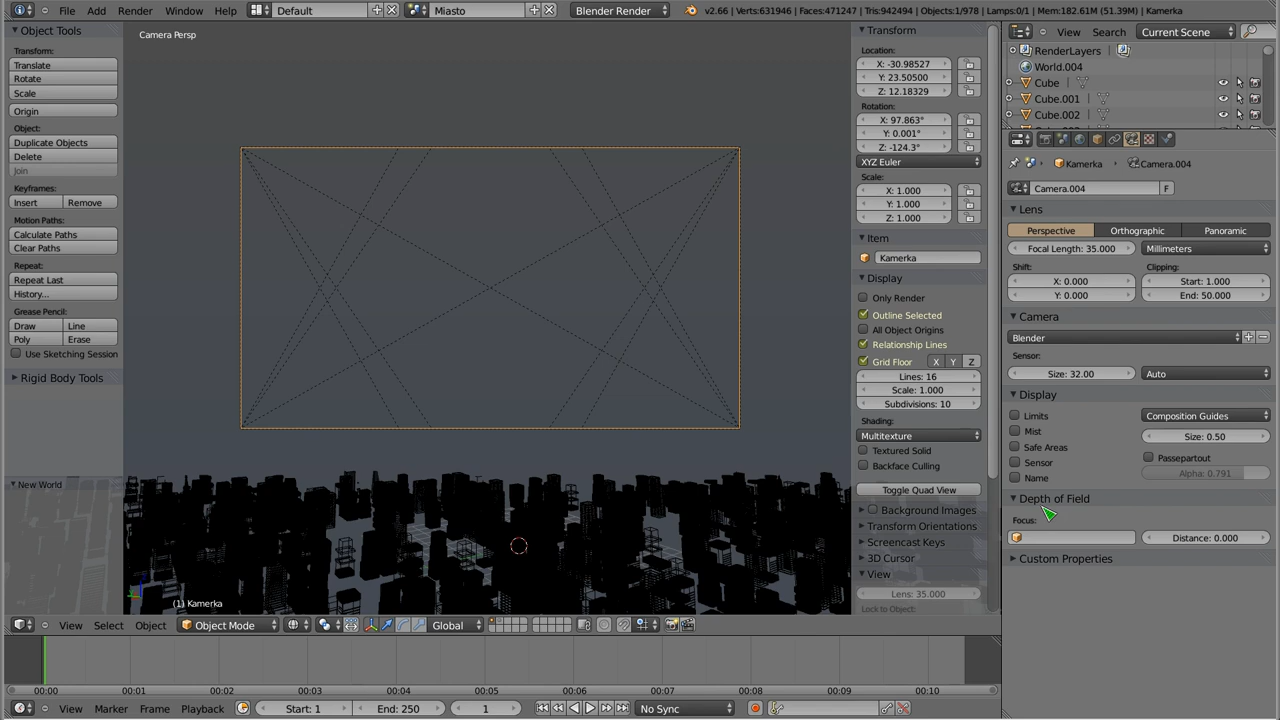 File Add Render Window Help Default Miasto Blender Render v2.66 | Verts:631946 | Faces:471247 | Tris:942494 | Objects:1/978 | Lamps:0/1 | Mem:182.61M (51.39M) | Kamerka
Object Tools
Transform:
Translate
Rotate
Scale
Origin
Object:
Duplicate Objects
Delete
Join
Keyframes:
Insert Remove
Motion Paths:
Calculate Paths
Clear Paths
Repeat:
Repeat Last
History...
Grease Pencil:
Draw Line
Poly Erase
Use Sketching Session
Rigid Body Tools
New World
Camera Persp
(1) Kamerka
Transform
Location:
X: -30.98527
Y: 23.50500
Z: 12.18329
Rotation:
X: 97.863°
Y: 0.001°
Z: -124.3°
XYZ Euler
Scale:
X: 1.000
Y: 1.000
Z: 1.000
Item
Kamerka
Display
Only Render
Outline Selected
All Object Origins
Relationship Lines
Grid Floor X Y Z
Lines: 16
Scale: 1.000
Subdivisions: 10
Shading:
Multitexture
Textured Solid
Backface Culling
Toggle Quad View
Background Images
Transform Orientations
Screencast Keys
3D Cursor
View
Lens: 35.000
Lock to Object:
View Search Current Scene
RenderLayers |
World.004
Cube |
Cube.001 |
Cube.002 |
Kamerka Camera.004
Camera.004 F
Lens
Perspective Orthographic Panoramic
Focal Length: 35.000 Millimeters
Shift: Clipping:
X: 0.000 Start: 1.000
Y: 0.000 End: 50.000
Camera
Blender
Sensor:
Size: 32.00 Auto
Display
Limits Composition Guides
Mist Size: 0.50
Safe Areas
Sensor Passepartout
Name Alpha: 0.791
Depth of Field
Focus:
Distance: 0.000
Custom Properties
View Select Object Object Mode Global
00:00 00:01 00:02 00:03 00:04 00:05 00:06 00:07 00:08 00:09 00:10
View Marker Frame Playback Start: 1 End: 250 1 No Sync